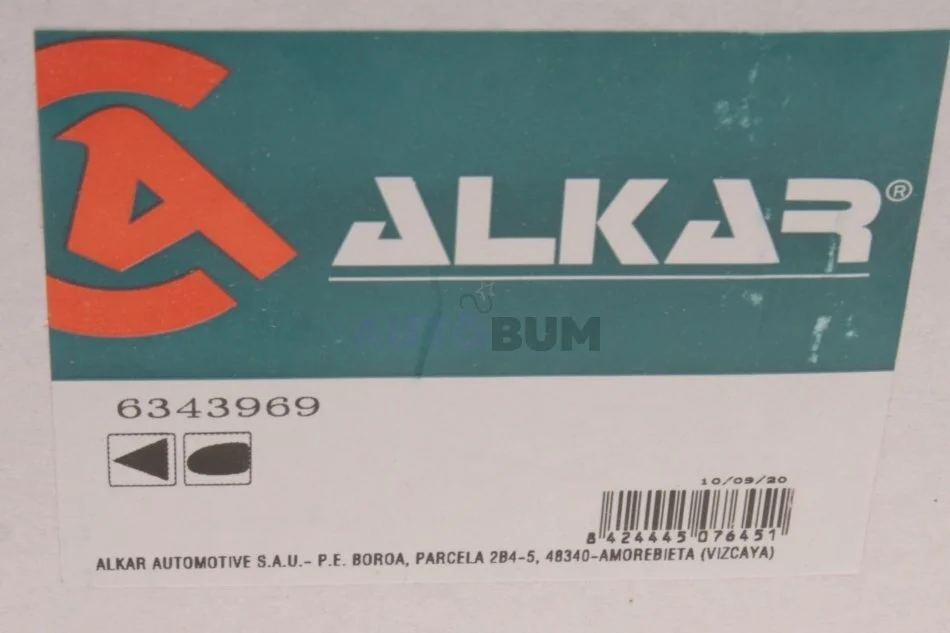 ALKAR®
BUM
6343969
10/09/20
8 424445 076451
ALKAR AUTOMOTIVE S.A.U.- P.E. BOROA, PARCELA 2B4-5, 48340-AMOREBIETA (VIZCAYA)